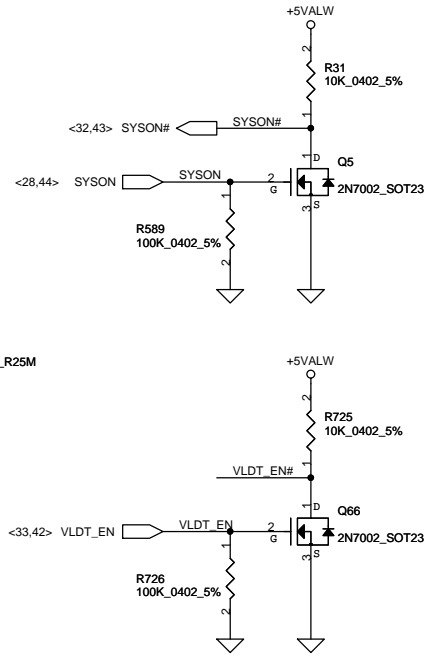 +5VALW
2
R31
10K_0402_5%
1
<32,43> SYSON# SYSON#
1 D
Q5
<28,44> SYSON SYSON 2 G
2N7002_SOT23
3 S
1
R589
100K_0402_5%
2
_R25M
+5VALW
2
R725
10K_0402_5%
1
VLDT_EN#
1 D
Q66
<33,42> VLDT_EN VLDT_EN 2 G
2N7002_SOT23
3 S
1
R726
100K_0402_5%
2